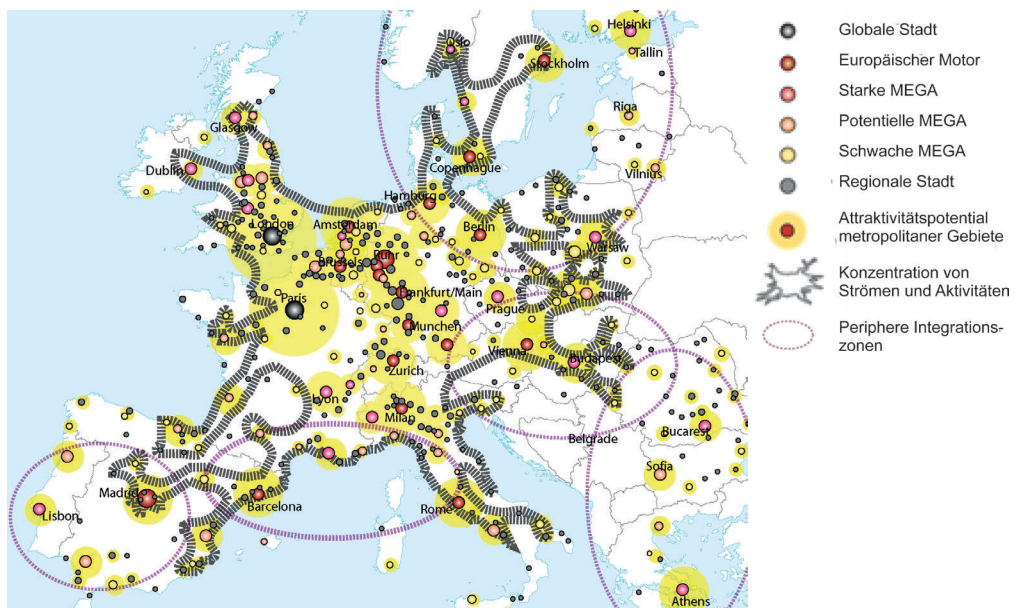 Helsinki
Oslo
Tallin
Stockholm
Riga
Glasgow
Vilnius
Copenhague
Dublin
Hamburg
London
Amsterdam
Berlin
Warsaw
Brussels
Ruhr
Frankfurt/Main
Paris
Prague
Munchen
Vienna
Budapest
Zurich
Lyon
Milan
Bucarest
Belgrade
Sofia
Madrid
Barcelona
Rome
Lisbon
Athens
Globale Stadt
Europäischer Motor
Starke MEGA
Potentielle MEGA
Schwache MEGA
Regionale Stadt
Attraktivitätspotential
metropolitaner Gebiete
Konzentration von
Strömen und Aktivitäten
Periphere Integrations-
zonen